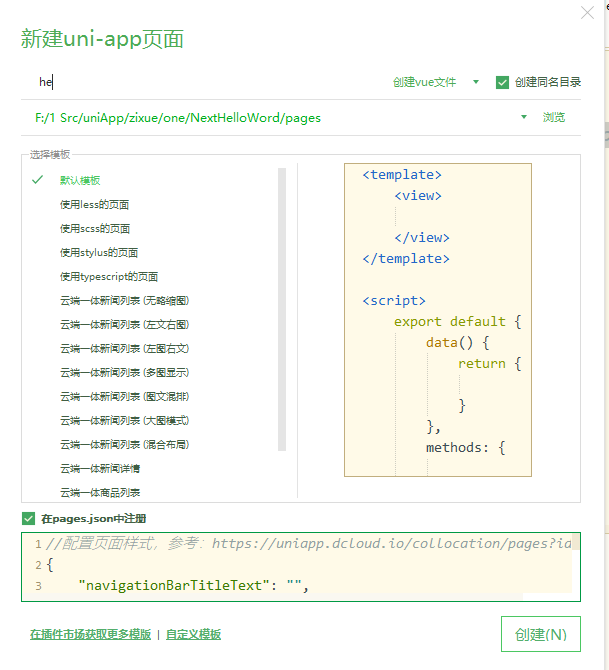 新建uni-app页面
he
创建vue文件
创建同名目录
F:/1 Src/uniApp/zixue/one/NextHelloWord/pages
浏览
选择模板
默认模板
使用less的页面
使用scss的页面
使用stylus的页面
使用typescript的页面
云端一体新闻列表 (无略缩图)
云端一体新闻列表 (左文右图)
云端一体新闻列表 (左图右文)
云端一体新闻列表 (多图显示)
云端一体新闻列表 (图文混排)
云端一体新闻列表 (大图模式)
云端一体新闻列表 (混合布局)
云端一体新闻详情
云端一体商品列表
<template>
<view>
</view>
</template>
<script>
export default {
data() {
return {
}
},
methods: {
在pages.json中注册
1 //配置页面样式，参考：https://uniapp.dcloud.io/collocation/pages?id
2 {
3 "navigationBarTitleText": "",
在插件市场获取更多模版 | 自定义模板
创建(N)